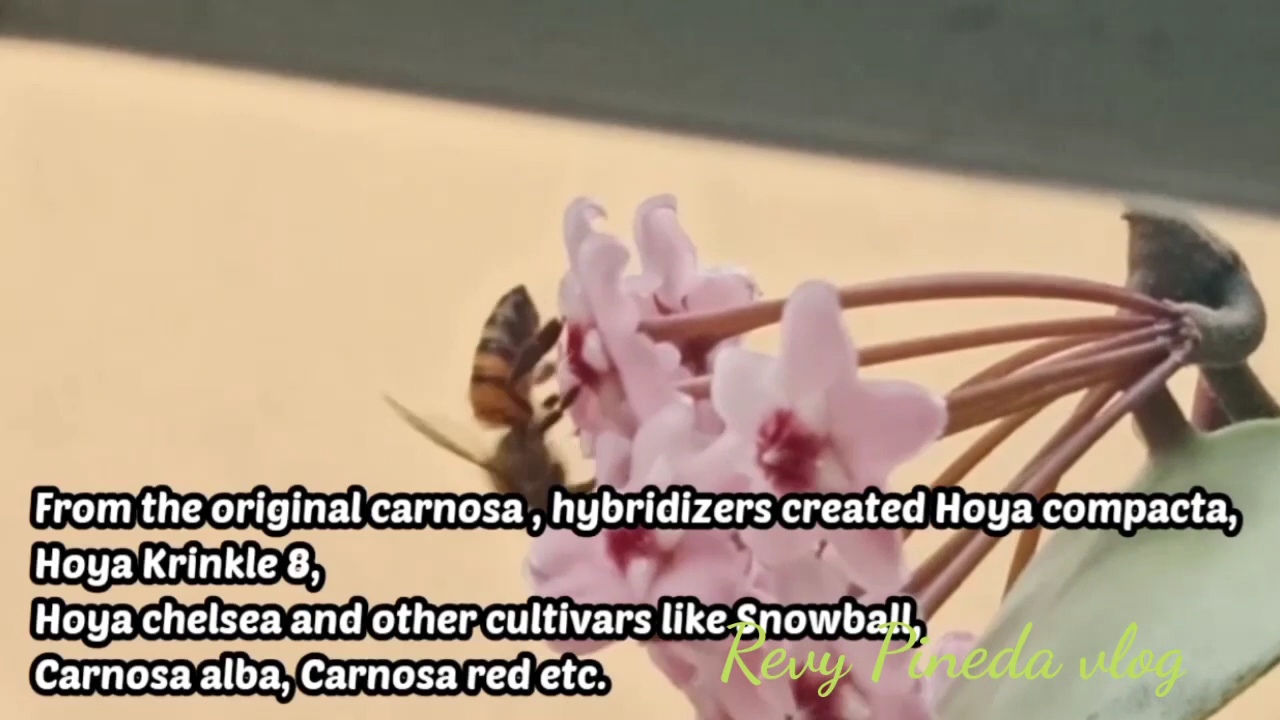 From the original carnosa , hybridizers created Hoya compacta,
Hoya Krinkle 8,
Hoya chelsea and other cultivars like Snowball,
Carnosa alba, Carnosa red etc.
Revy Pineda vlog